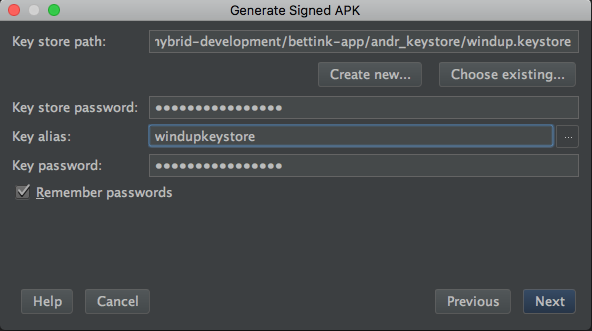 Generate Signed APK
Key store path: hybrid-development/bettink-app/andr_keystore/windup.keystore
Create new... Choose existing...
Key store password: ●●●●●●●●●●●●●●●●
Key alias: windupkeystore ...
Key password: ●●●●●●●●●●●●●●●●
Remember passwords
Help Cancel Previous Next